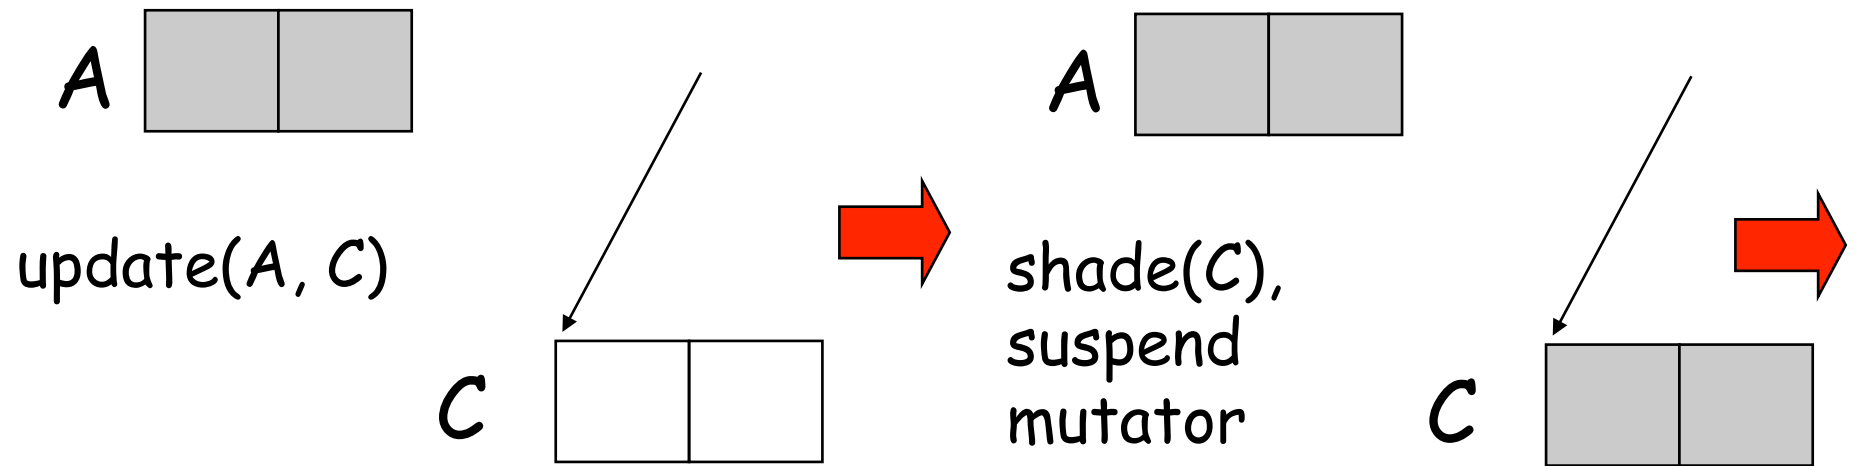 A
update(A, C)
C
A
shade(C),
suspend
mutator
C